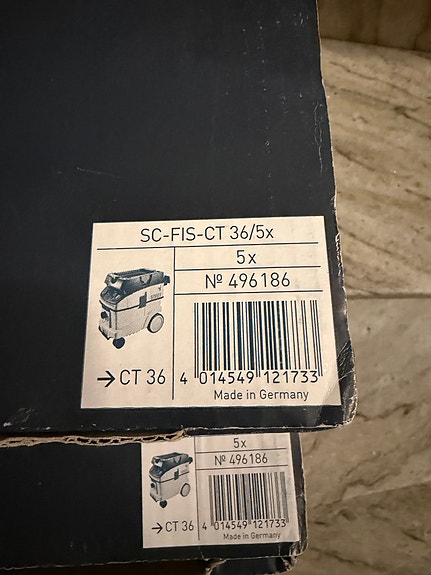 SC-FIS-CT 36/5x
5x
Nº 496186
→ CT 36
4 014549 121733
Made in Germany
5x
Nº 496186
→ CT 36
4 014549 121733
Made in Germany